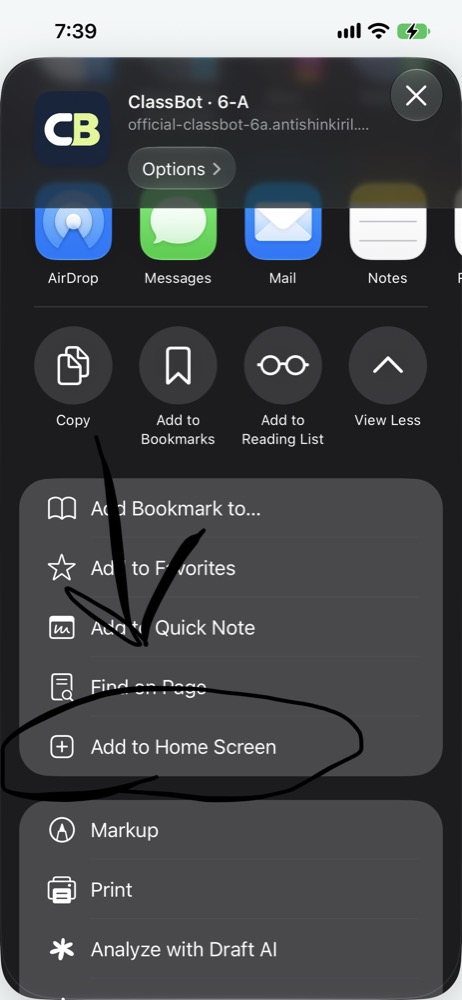 7:39
CB
ClassBot · 6-A
official-classbot-6a.antishinkiril....
Options
AirDrop
Messages
Mail
Notes
Copy
Add to
Bookmarks
Add to
Reading List
View Less
Add Bookmark to...
Add to Favorites
Add to Quick Note
Find on Page
Add to Home Screen
Markup
Print
Analyze with Draft AI